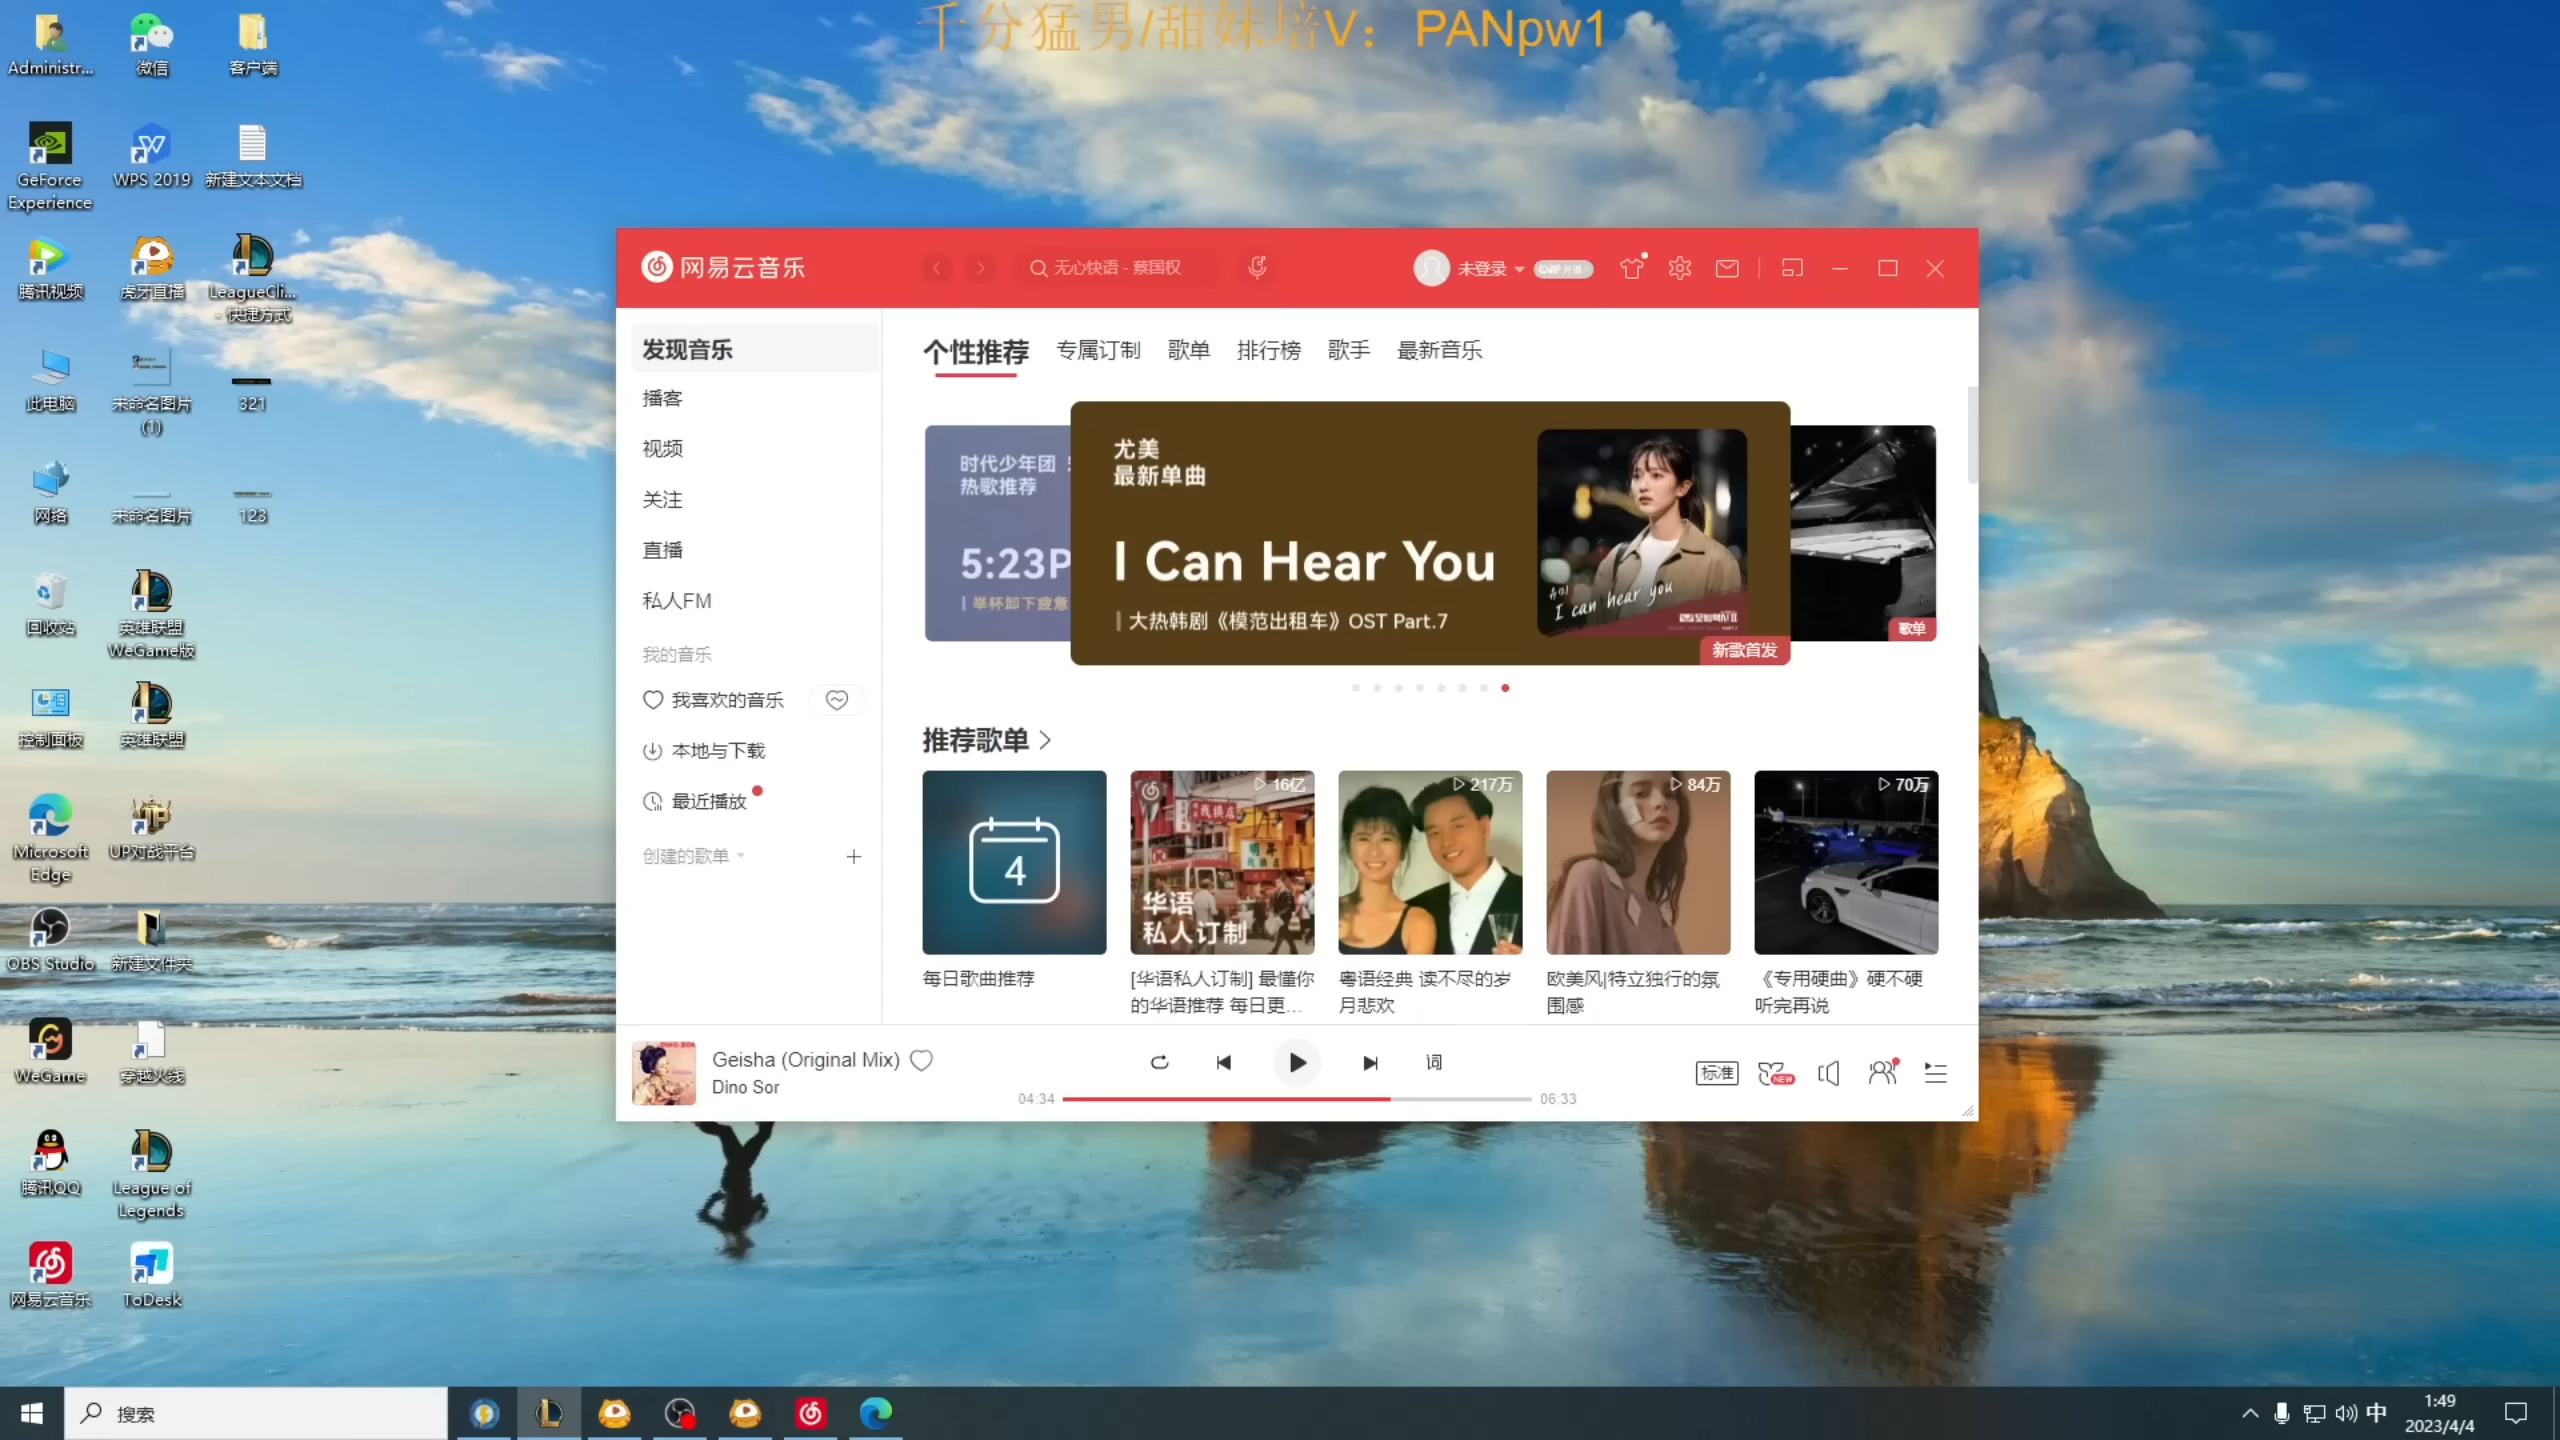 千分猛男/甜妹培V：PANpw1
Administr...
微信
客户端
GeForce
Experience
WPS 2019
新建文本文档
腾讯视频
虎牙直播
LeagueCli...
- 快捷方式
此电脑
未命名图片
(1)
321
网络
未命名图片
123
回收站
英雄联盟
WeGame版
控制面板
英雄联盟
Microsoft
Edge
UP对战平台
OBS Studio
新建文件夹
WeGame
穿越火线
腾讯QQ
League of
Legends
网易云音乐
ToDesk
网易云音乐
无心快语 - 蔡国权
未登录
VIP开通
发现音乐
播客
视频
关注
直播
私人FM
我的音乐
我喜欢的音乐
本地与下载
最近播放
创建的歌单
个性推荐 专属订制 歌单 排行榜 歌手 最新音乐
时代少年团
热歌推荐
5:23P
举杯卸下疲惫
尤美
最新单曲
I Can Hear You
大热韩剧《模范出租车》OST Part.7
I can hear you
新歌首发
歌单
推荐歌单
4
每日歌曲推荐
16亿
华语
私人订制
[华语私人订制] 最懂你
的华语推荐 每日更...
217万
粤语经典 读不尽的岁
月悲欢
84万
欧美风|特立独行的氛
围感
70万
《专用硬曲》硬不硬
听完再说
DINO SOR
Geisha (Original Mix)
Dino Sor
词
04:34
06:33
标准
NEW
搜索
中
1:49
2023/4/4